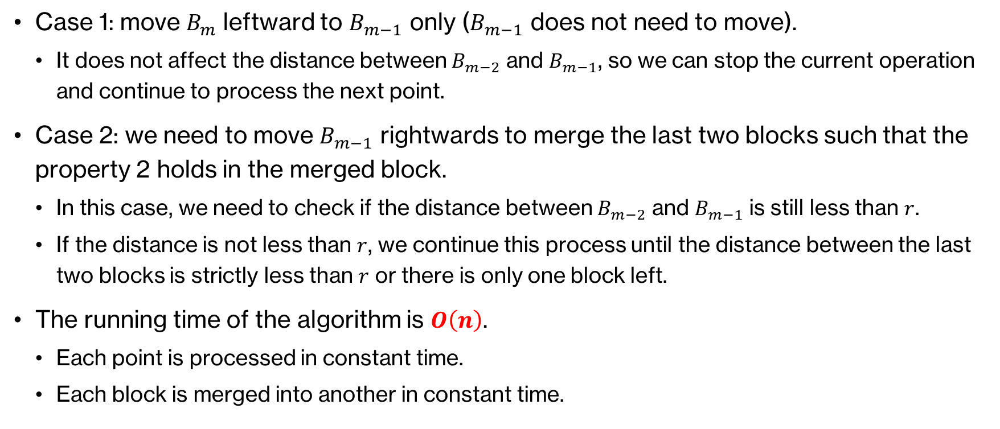 • Case 1: move B_m leftward to B_{m−1} only (B_{m−1} does not need to move).
• It does not affect the distance between B_{m−2} and B_{m−1}, so we can stop the current operation
and continue to process the next point.
• Case 2: we need to move B_{m−1} rightwards to merge the last two blocks such that the
property 2 holds in the merged block.
• In this case, we need to check if the distance between B_{m−2} and B_{m−1} is still less than r.
• If the distance is not less than r, we continue this process until the distance between the last
two blocks is strictly less than r or there is only one block left.
• The running time of the algorithm is O(n).
• Each point is processed in constant time.
• Each block is merged into another in constant time.